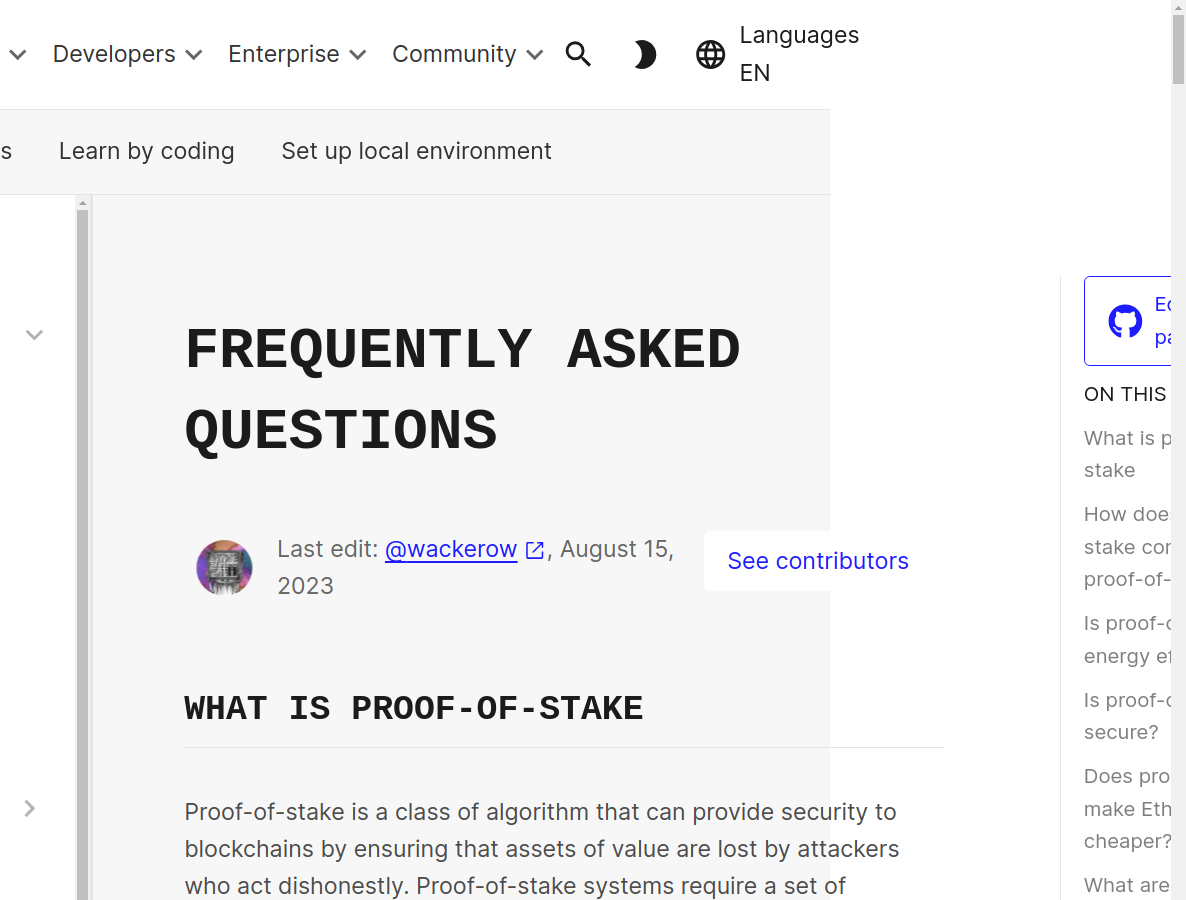 Developers
Enterprise
Community
Languages
EN
s
Learn by coding
Set up local environment
FREQUENTLY ASKED
QUESTIONS
Last edit: @wackerow , August 15,
2023
See contributors
WHAT IS PROOF-OF-STAKE
Proof-of-stake is a class of algorithm that can provide security to
blockchains by ensuring that assets of value are lost by attackers
who act dishonestly. Proof-of-stake systems require a set of
ON THIS
What is p
stake
How doe
stake co
proof-of-
Is proof-
energy e
Is proof-
secure?
Does pro
make Eth
cheaper?
What are